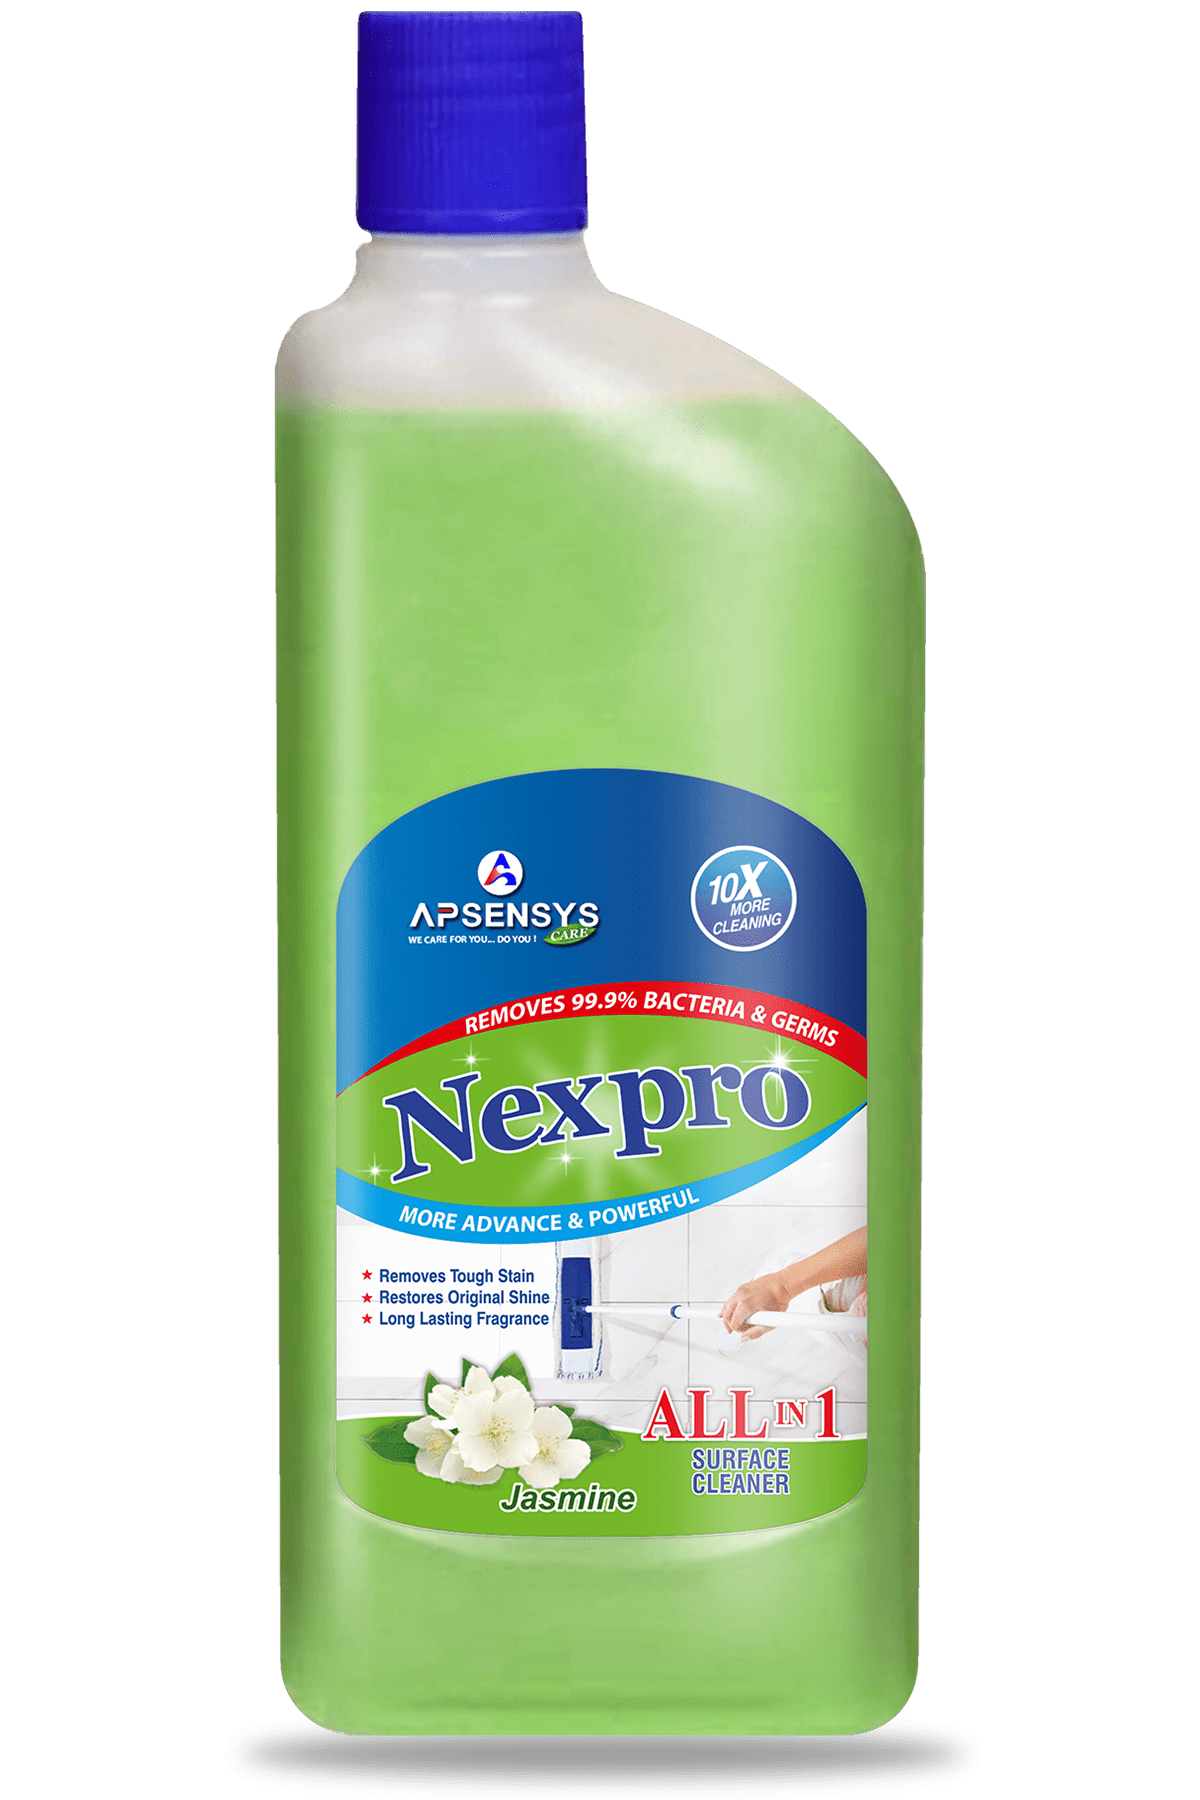 APSENSYS
WE CARE FOR YOU... DO YOU !
CARE
10X
MORE
CLEANING
REMOVES 99.9% BACTERIA & GERMS
Nexpro
MORE ADVANCE & POWERFUL
★ Removes Tough Stain
★ Restores Original Shine
★ Long Lasting Fragrance
ALL IN 1
SURFACE
CLEANER
Jasmine